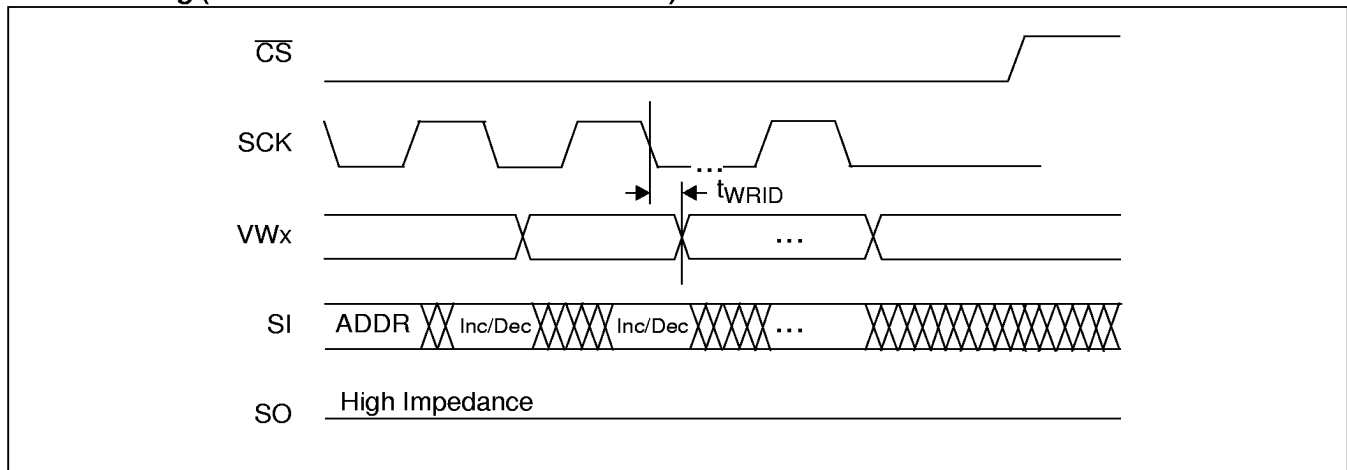 CS
SCK
...
tWRID
VWx
...
SI ADDR Inc/Dec Inc/Dec ...
SO High Impedance